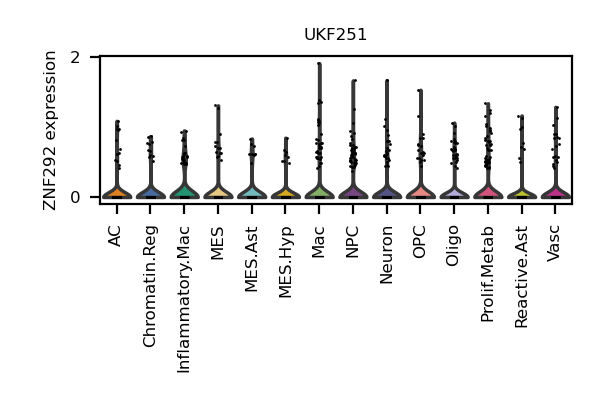 UKF251
ZNF292 expression
2
0
AC
Chromatin.Reg
Inflammatory.Mac
MES
MES.Ast
MES.Hyp
Mac
NPC
Neuron
OPC
Oligo
Prolif.Metab
Reactive.Ast
Vasc